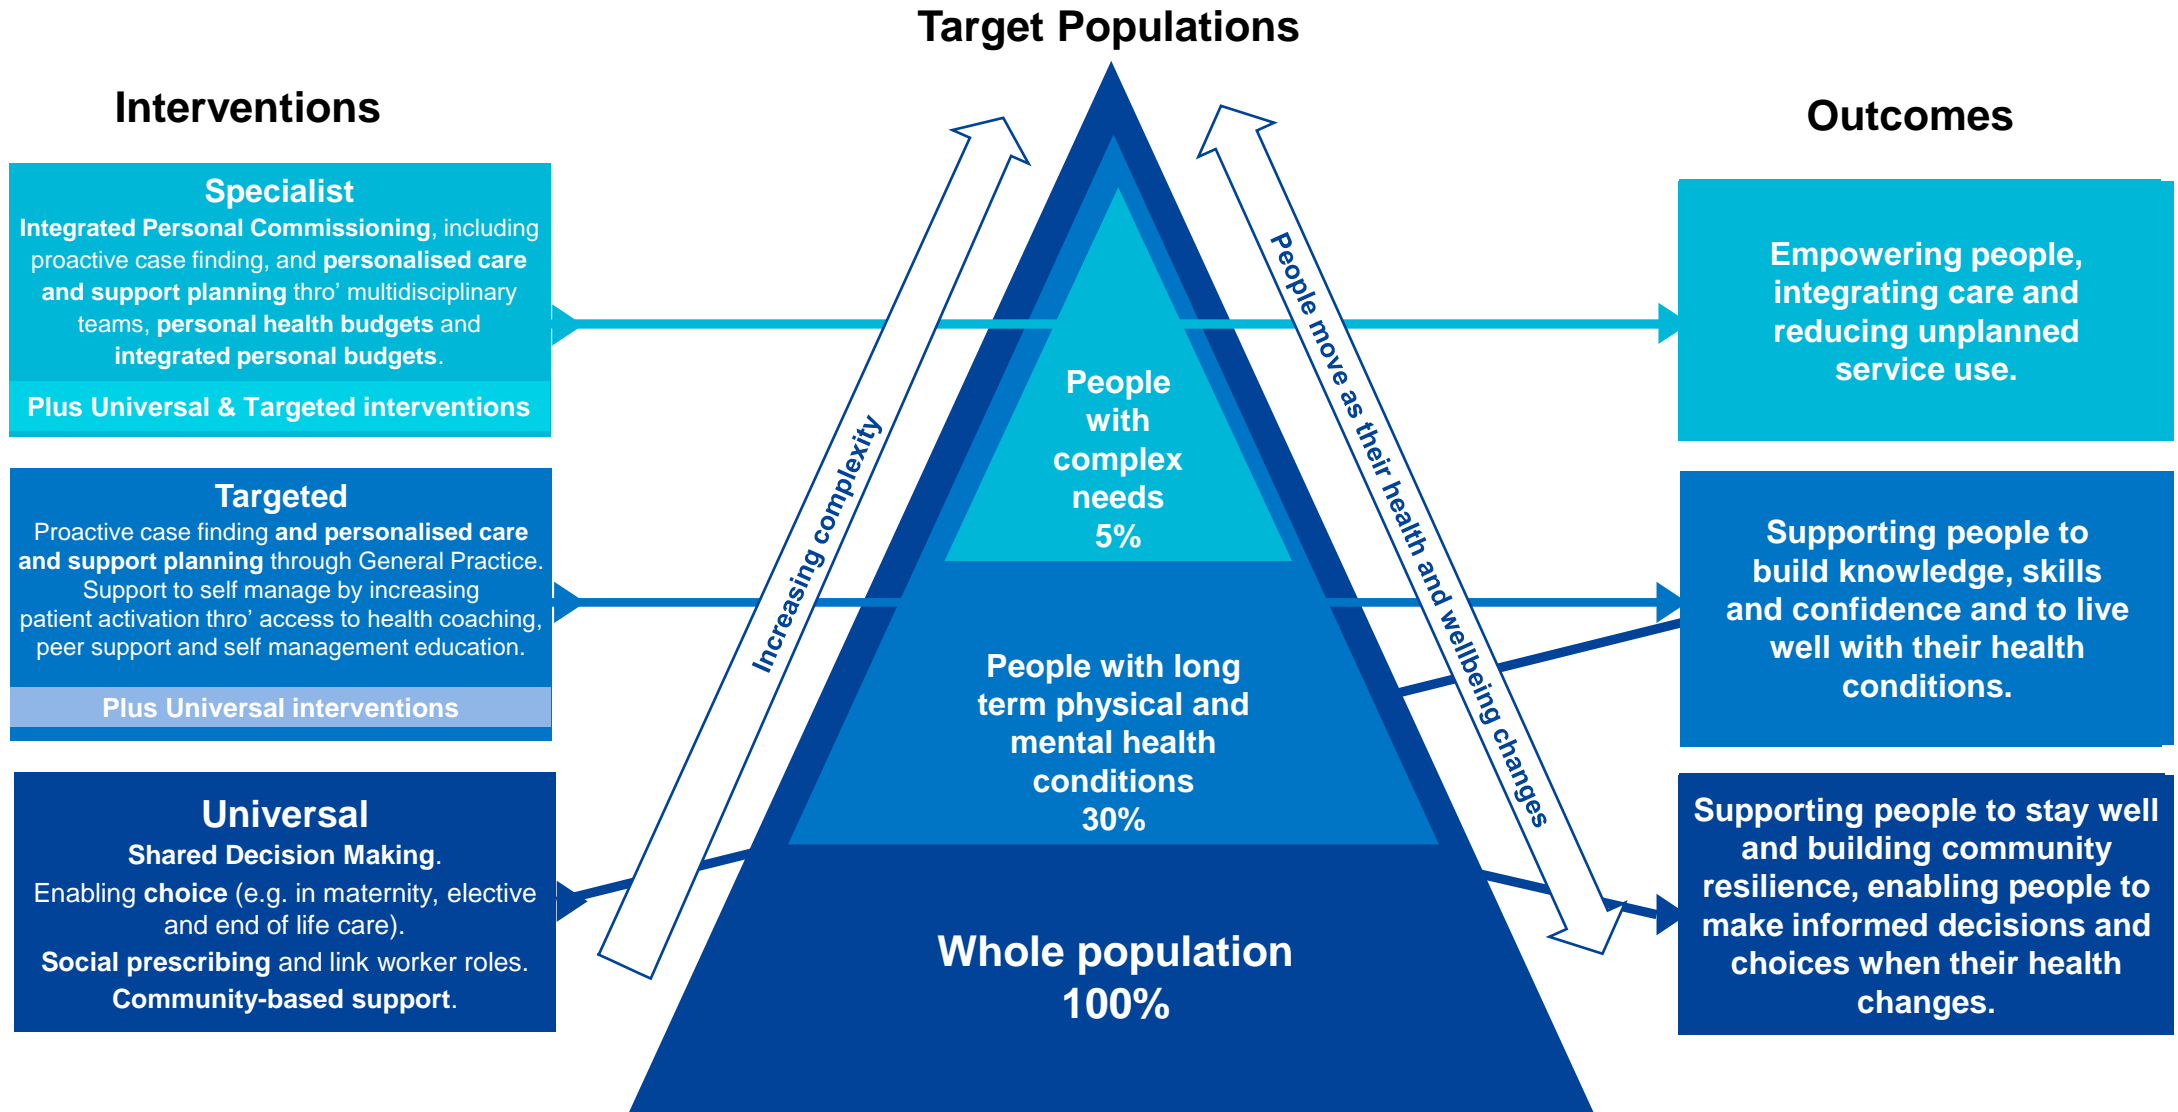 Target Populations
Interventions
Outcomes
Specialist
Integrated Personal Commissioning, including
proactive case finding, and personalised care
and support planning thro’ multidisciplinary
teams, personal health budgets and
integrated personal budgets.
Plus Universal & Targeted interventions
Targeted
Proactive case finding and personalised care
and support planning through General Practice.
Support to self manage by increasing
patient activation thro’ access to health coaching,
peer support and self management education.
Plus Universal interventions
Universal
Shared Decision Making.
Enabling choice (e.g. in maternity, elective
and end of life care).
Social prescribing and link worker roles.
Community-based support.
Increasing complexity
People
with
complex
needs
5%
People with long
term physical and
mental health
conditions
30%
Whole population
100%
People move as their health and wellbeing changes
Empowering people,
integrating care and
reducing unplanned
service use.
Supporting people to
build knowledge, skills
and confidence and to live
well with their health
conditions.
Supporting people to stay well
and building community
resilience, enabling people to
make informed decisions and
choices when their health
changes.